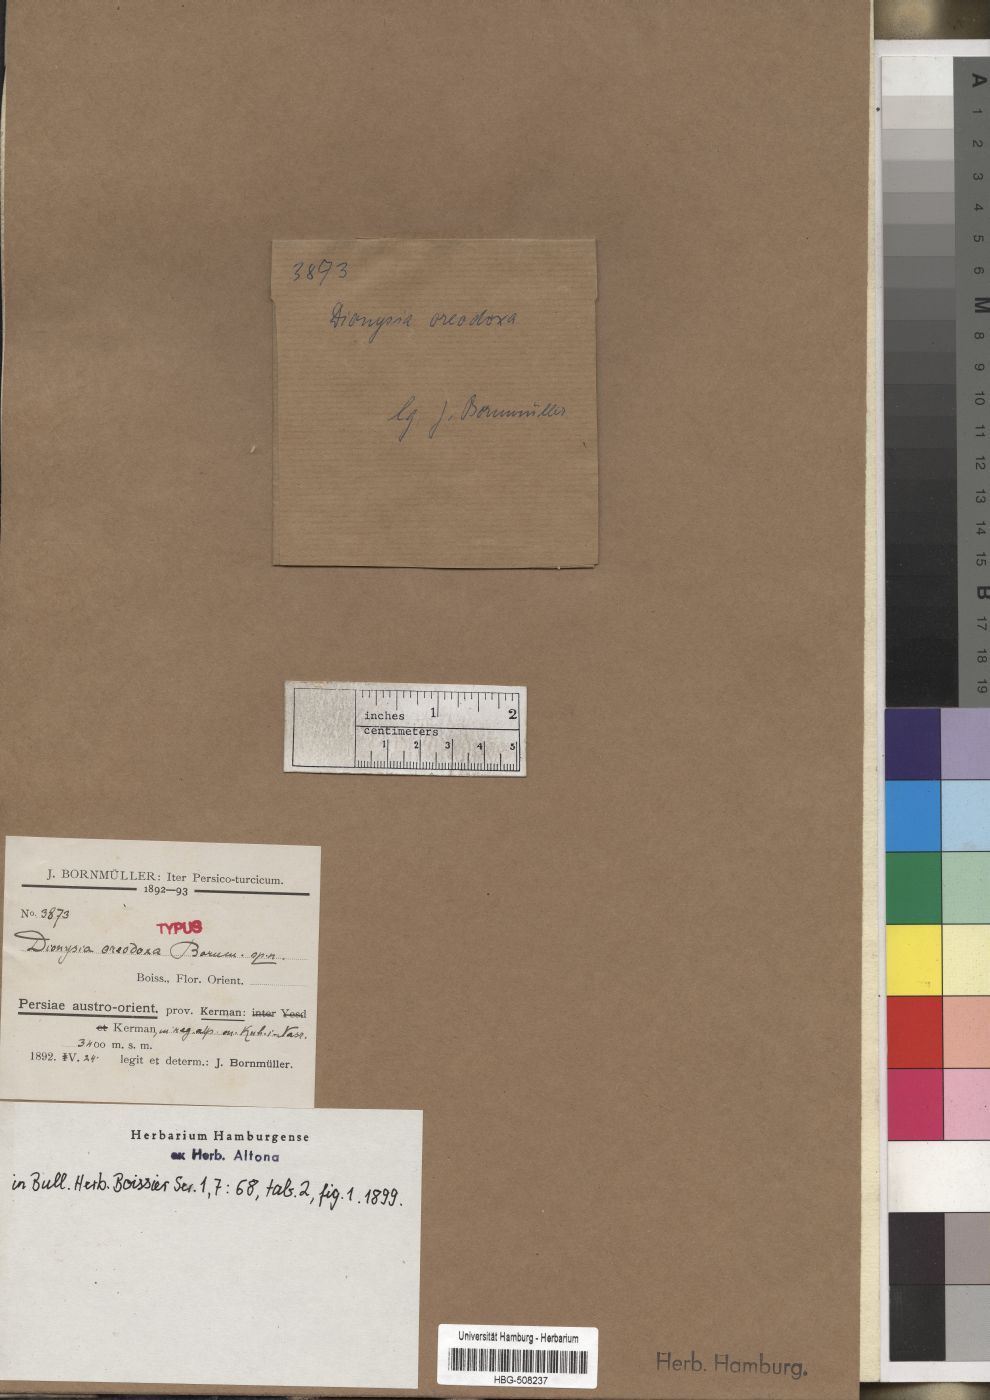 3873
Dionysia oreodoxa
lg. J. Bornmüller
inches 1 2
centimeters
1 2 3 4 5
J. BORNMÜLLER: Iter Persico-turcicum.
1892—93
No. 3873
TYPUS
Dionysia oreodoxa Bornm. sp. n.
Boiss., Flor. Orient.
Persiae austro-orient, prov. Kerman: inter Yesd
et Kerman, in reg. alp. m. Kuh-i-Nasr.
3400 m. s. m.
1892. IV. 24. legit et determ.: J. Bornmüller.
Herbarium Hamburgense
ex Herb. Altona
in Bull. Herb. Boissier Ser. 1, 7: 68, tab. 2, fig. 1. 1899.
Universität Hamburg - Herbarium
HBG-508237
Herb. Hamburg.
A
1
2
3
4
5
6
M
8
9
10
11
12
13
14
15
B
17
18
19